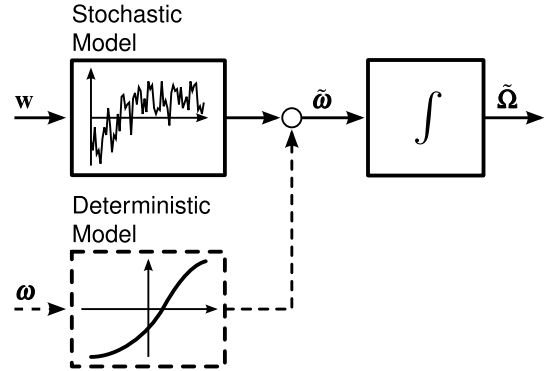 Stochastic
Model
w
ω̃
∫
Ω̃
Deterministic
Model
ω